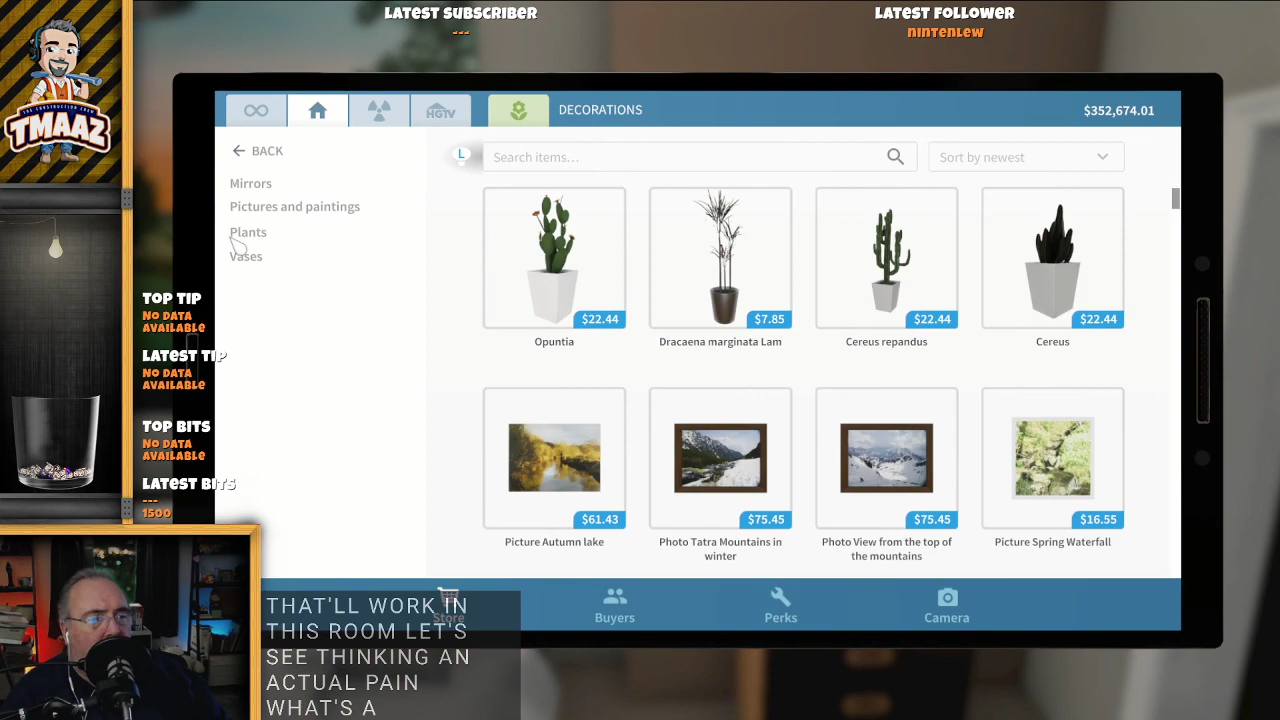 LATEST SUBSCRIBER
---
LATEST FOLLOWER
NINTENLEW
THE CONSTRUCTION CREW
TMAAZ
HGTV
DECORATIONS
$352,674.01
BACK
Mirrors
Pictures and paintings
Plants
Vases
L
Search items...
Sort by newest
$22.44
$7.85
$22.44
$22.44
Opuntia
Dracaena marginata Lam
Cereus repandus
Cereus
$61.43
$75.45
$75.45
$16.55
Picture Autumn lake
Photo Tatra Mountains in
winter
Photo View from the top of
the mountains
Picture Spring Waterfall
TOP TIP
NO DATA
AVAILABLE
LATEST TIP
NO DATA
AVAILABLE
TOP BITS
NO DATA
AVAILABLE
LATEST BITS
---
1500
Store
Buyers
Perks
Camera
THAT'LL WORK IN
THIS ROOM LET'S
SEE THINKING AN
ACTUAL PAIN
WHAT'S A